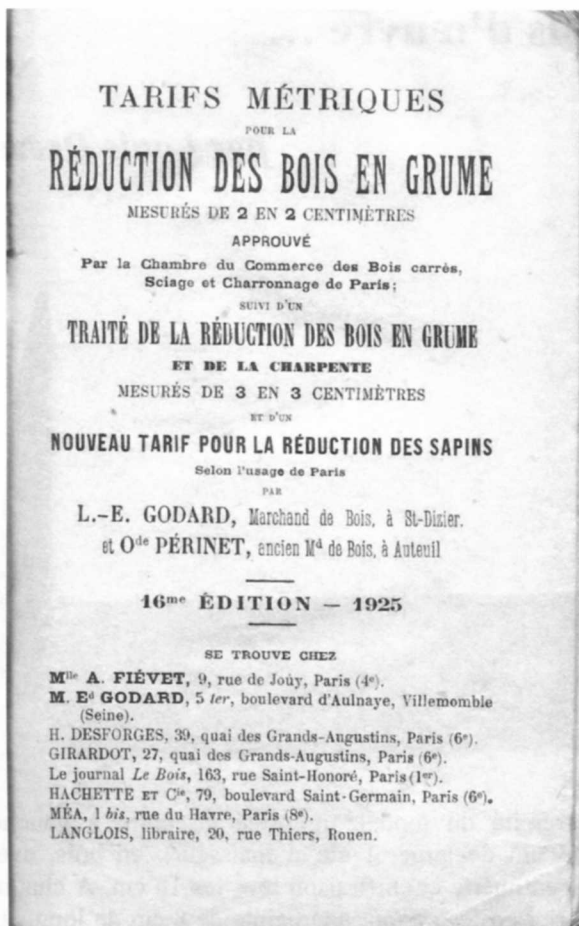 TARIFS MÉTRIQUES
POUR LA
RÉDUCTION DES BOIS EN GRUME
MESURÉS DE 2 EN 2 CENTIMÈTRES
APPROUVÉ
Par la Chambre du Commerce des Bois carrés,
Sciage et Charronnage de Paris;
SUIVI D'UN
TRAITÉ DE LA RÉDUCTION DES BOIS EN GRUME
ET DE LA CHARPENTE
MESURÉS DE 3 EN 3 CENTIMÈTRES
ET D'UN
NOUVEAU TARIF POUR LA RÉDUCTION DES SAPINS
Selon l'usage de Paris
PAR
L.-E. GODARD, Marchand de Bois, à St-Dizier.
et Ode PÉRINET, ancien Md de Bois, à Auteuil
16me ÉDITION – 1925
SE TROUVE CHEZ
Mlle A. FIÉVET, 9, rue de Jouy, Paris (4e).
M. Ed GODARD, 5 ter, boulevard d'Aulnaye, Villemomble
(Seine).
H. DESFORGES, 39, quai des Grands-Angustins, Paris (6e).
GIRARDOT, 27, quai des Grands-Augustins, Paris (6e).
Le journal Le Bois, 163, rue Saint-Honoré, Paris (1er).
HACHETTE ET Cie, 79, boulevard Saint-Germain, Paris (6e).
MÉA, 1 bis, rue du Havre, Paris (8e).
LANGLOIS, libraire, 20, rue Thiers, Rouen.